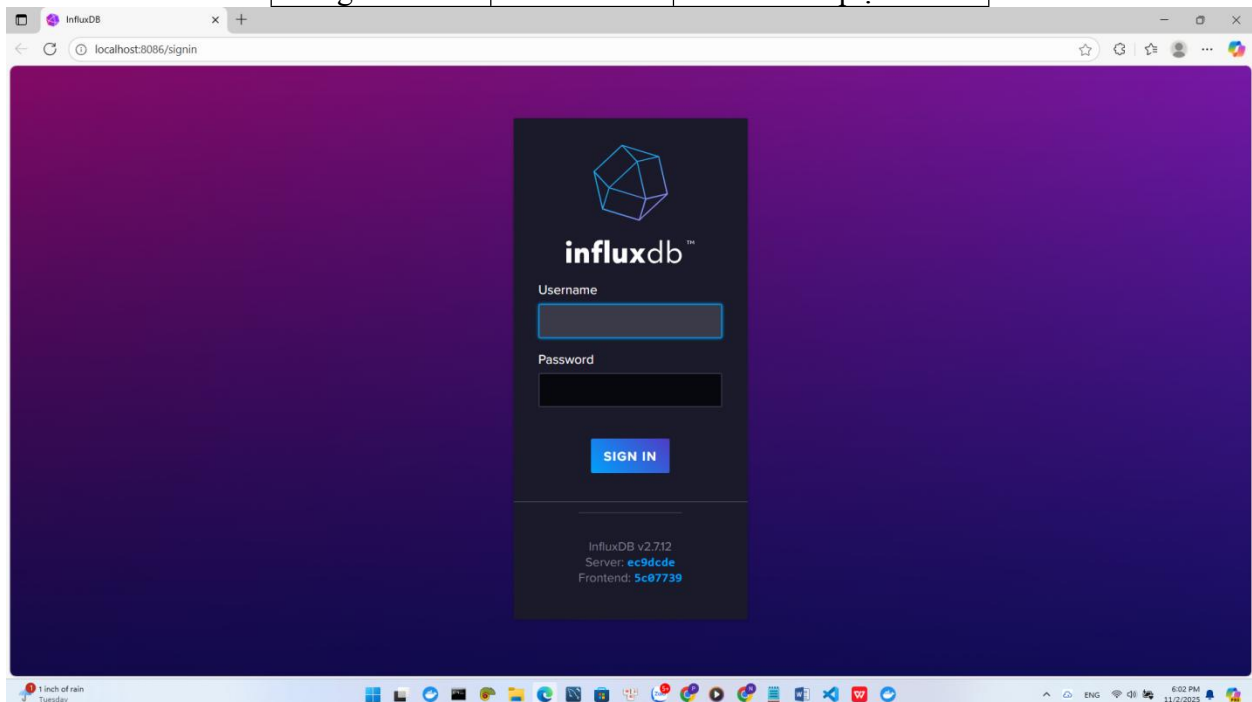 InfluxDB
localhost:8086/signin
influxdb™
Username
Password
SIGN IN
InfluxDB v2.7.12
Server: ec9dcde
Frontend: 5c07739
1 inch of rain
Tuesday
ENG
6:02 PM
11/2/2025